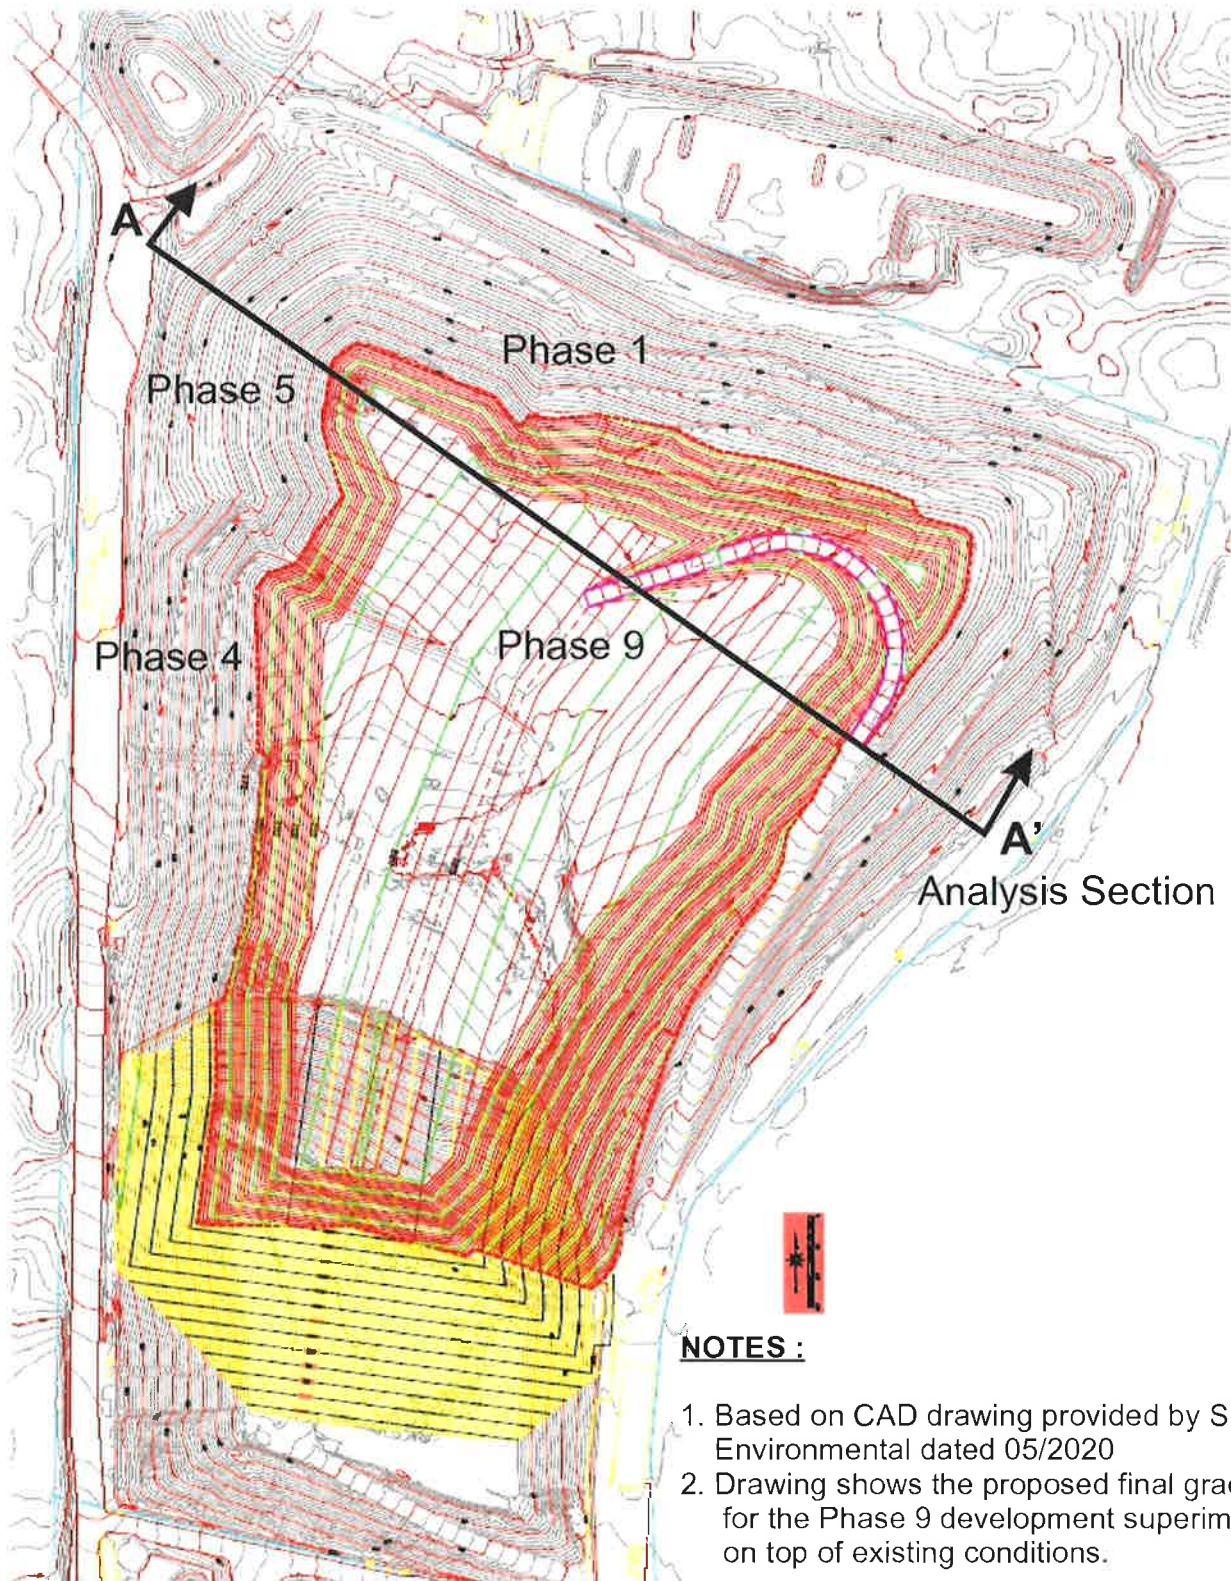 A
Phase 1
Phase 5
Phase 4
Phase 9
A'
Analysis Section
NOTES :
1. Based on CAD drawing provided by S
Environmental dated 05/2020
2. Drawing shows the proposed final
for the Phase 9 development
on top of existing conditions.